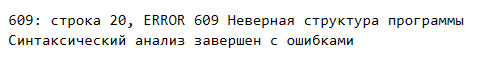 609: строка 20, ERROR 609 Неверная структура программы
Синтаксический анализ завершен с ошибками